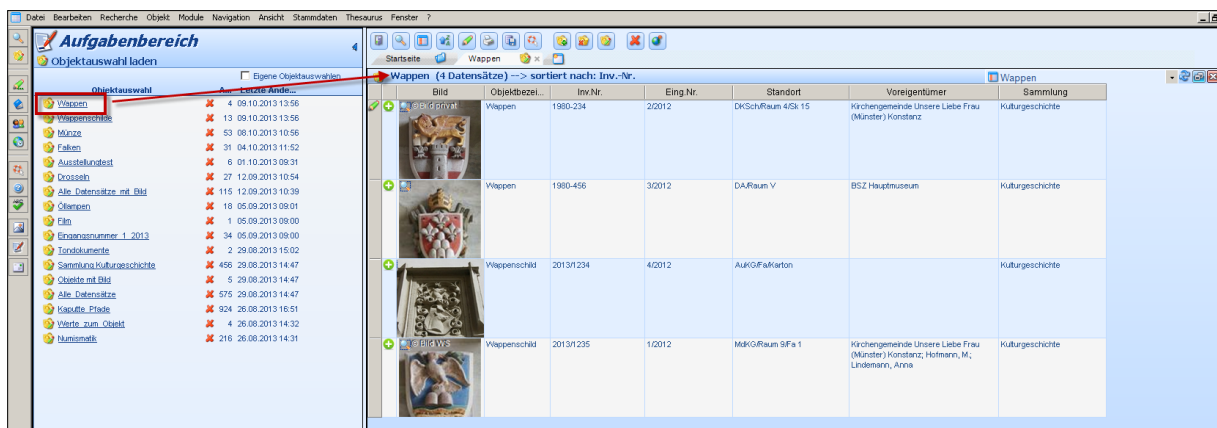 Datei Bearbeiten Recherche Objekt Module Navigation Ansicht Stammdaten Thesaurus Fenster ?
Aufgabenbereich
Objektauswahl laden
Eigene Objektauswahlen
Objektauswahl A... Letzte Ände...
Wappen 4 09.10.2013 13:56
Wappenschilde 13 09.10.2013 13:56
Münze 53 08.10.2013 10:56
Falken 31 04.10.2013 11:52
Ausstellungtest 6 01.10.2013 09:31
Drosseln 27 12.09.2013 10:54
Alle Datensätze mit Bild 115 12.09.2013 10:39
Öllampen 18 05.09.2013 09:01
Film 1 05.09.2013 09:00
Eingangsnummer 1 2013 34 05.09.2013 09:00
Tondokumente 2 29.08.2013 15:02
Sammlung Kulturgeschichte 456 29.08.2013 14:47
Objekte mit Bild 5 29.08.2013 14:47
Alle Datensätze 575 29.08.2013 14:47
Kaputte Pfade 924 26.08.2013 16:51
Werte zum Objekt 4 26.08.2013 14:32
Numismatik 216 26.08.2013 14:31
Startseite Wappen
Wappen (4 Datensätze) --> sortiert nach: Inv.-Nr. Wappen
Bild Objektbezei... Inv.Nr. Eing.Nr. Standort Voreigentümer Sammlung
© Bild privat Wappen 1980-234 2/2012 DKSch/Raum 4/Sk 15 Kirchengemeinde Unsere Liebe Frau Kulturgeschichte
(Münster) Konstanz
Wappen 1980-456 3/2012 DA/Raum V BSZ Hauptmuseum Kulturgeschichte
Wappenschild 2013/1234 4/2012 AuKG/Fa/Karton Kulturgeschichte
© Bild WS Wappenschild 2013/1235 1/2012 MdKG/Raum 9/Fa 1 Kirchengemeinde Unsere Liebe Frau Kulturgeschichte
(Münster) Konstanz; Hofmann, M.;
Lindemann, Anna